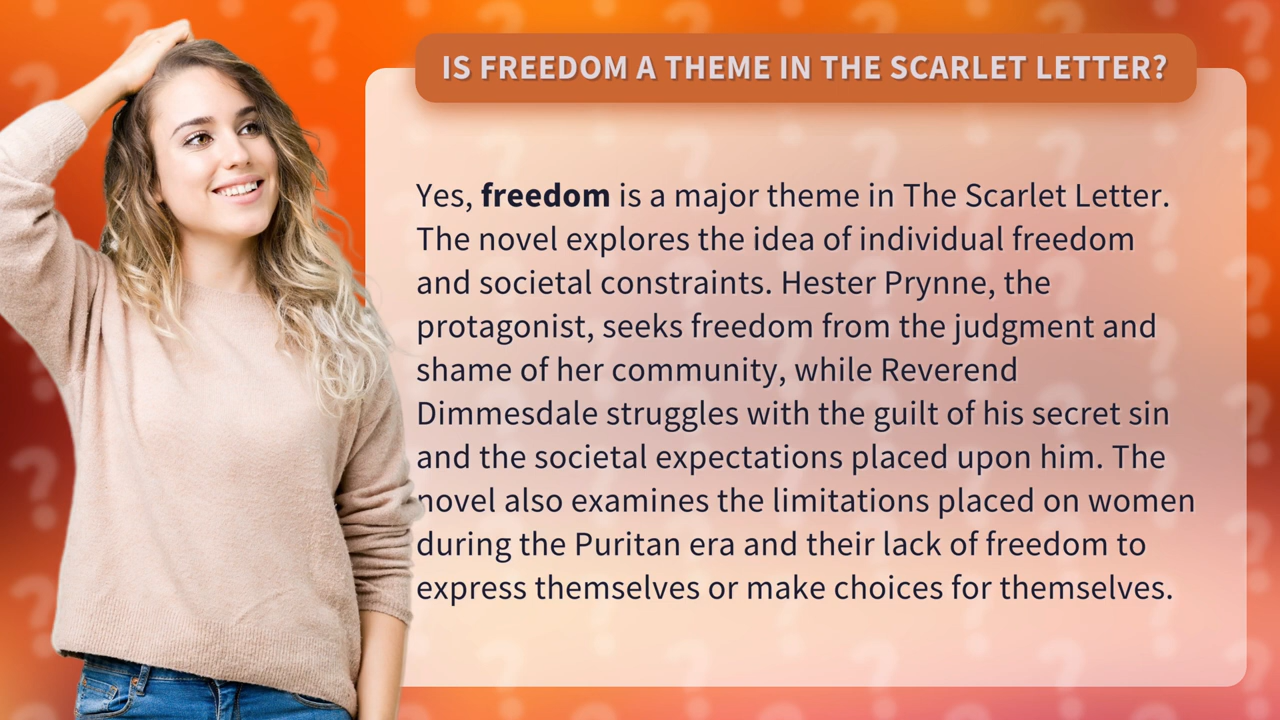 IS FREEDOM A THEME IN THE SCARLET LETTER?
Yes, freedom is a major theme in The Scarlet Letter.
The novel explores the idea of individual freedom
and societal constraints. Hester Prynne, the
protagonist, seeks freedom from the judgment and
shame of her community, while Reverend
Dimmesdale struggles with the guilt of his secret sin
and the societal expectations placed upon him. The
novel also examines the limitations placed on women
during the Puritan era and their lack of freedom to
express themselves or make choices for themselves.